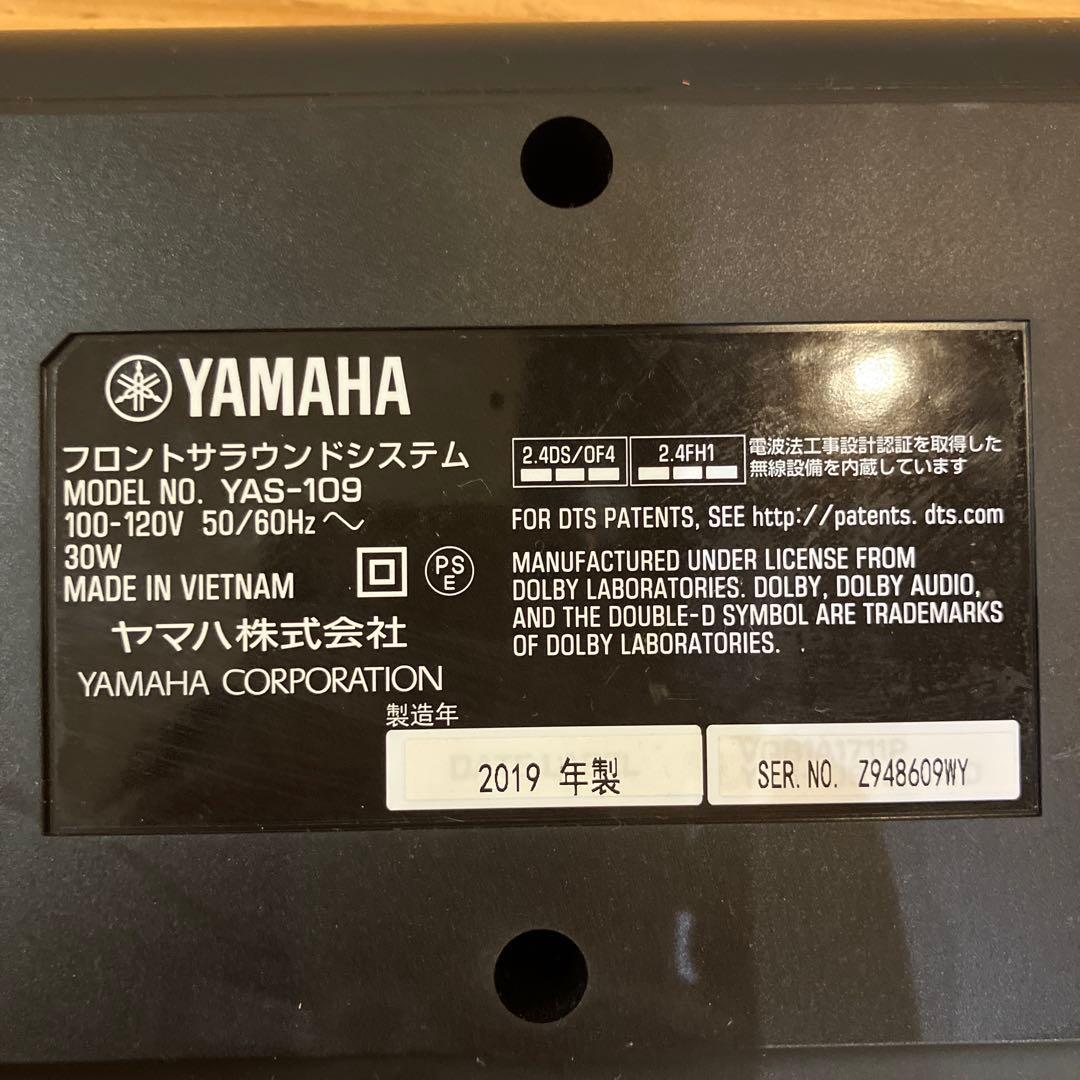 YAMAHA
フロントサラウンドシステム
MODEL NO. YAS-109
100-120V 50/60Hz ～
30W
MADE IN VIETNAM
PS
E
ヤマハ株式会社
YAMAHA CORPORATION
2.4DS/OF4
2.4FH1
電波法工事設計認証を取得した
無線設備を内蔵しています
FOR DTS PATENTS, SEE http://patents. dts.com
MANUFACTURED UNDER LICENSE FROM
DOLBY LABORATORIES. DOLBY, DOLBY AUDIO,
AND THE DOUBLE-D SYMBOL ARE TRADEMARKS
OF DOLBY LABORATORIES.
製造年
2019 年製
SER. NO. Z948609WY